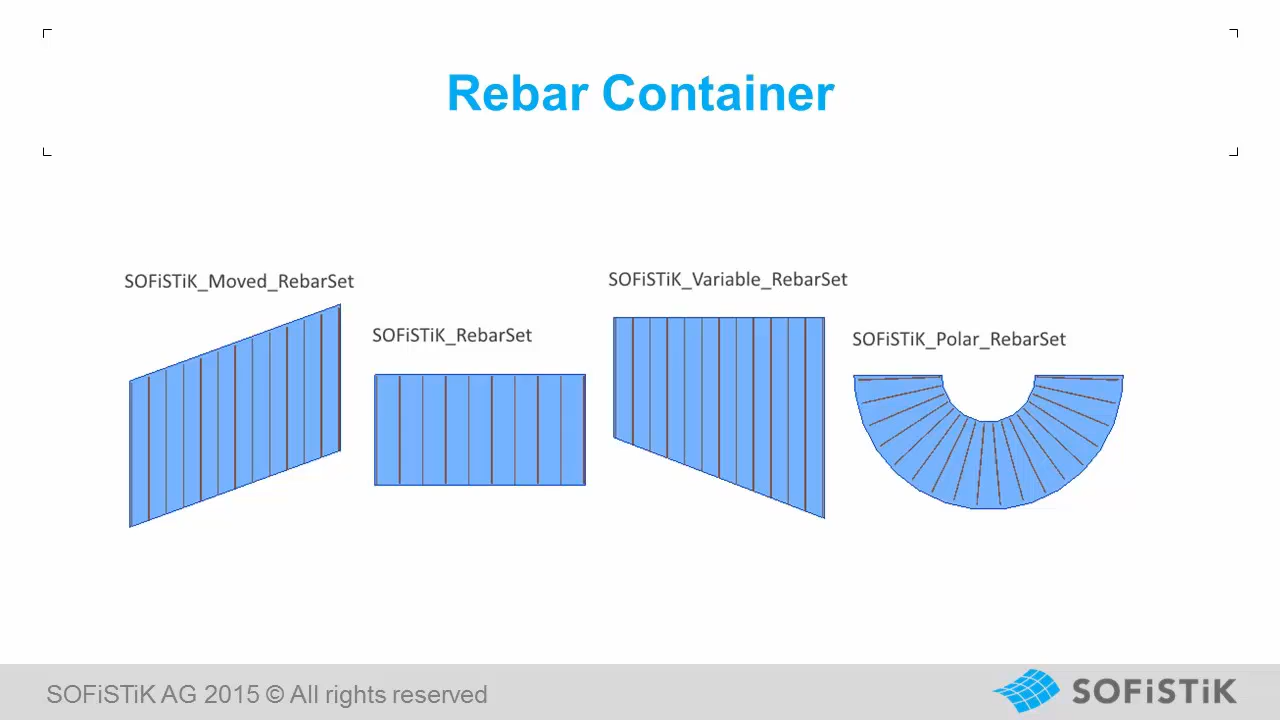 Rebar Container
SOFiSTiK_Moved_RebarSet
SOFiSTiK_RebarSet
SOFiSTiK_Variable_RebarSet
SOFiSTiK_Polar_RebarSet
SOFiSTiK AG 2015 © All rights reserved
SOFiSTiK